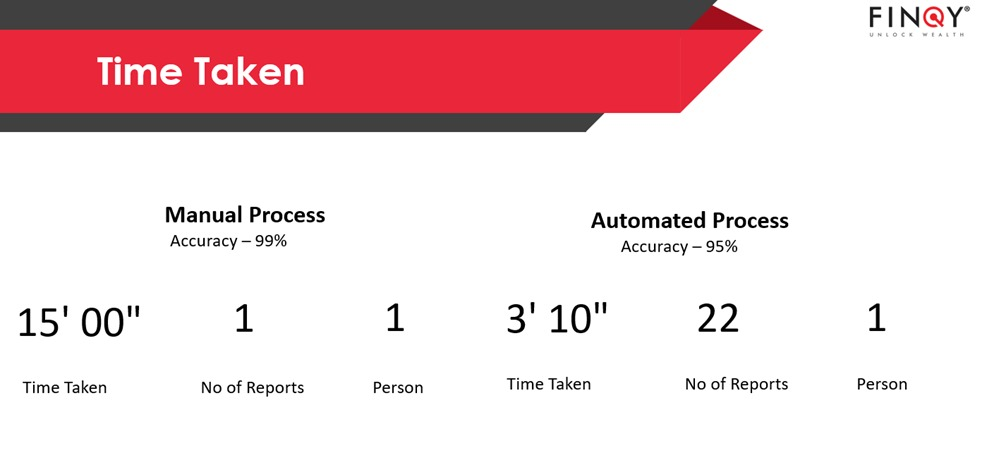 FINQY®
UNLOCK WEALTH
Time Taken
Manual Process
Accuracy – 99%
15' 00"
1
1
Time Taken
No of Reports
Person
Automated Process
Accuracy – 95%
3' 10"
22
1
Time Taken
No of Reports
Person